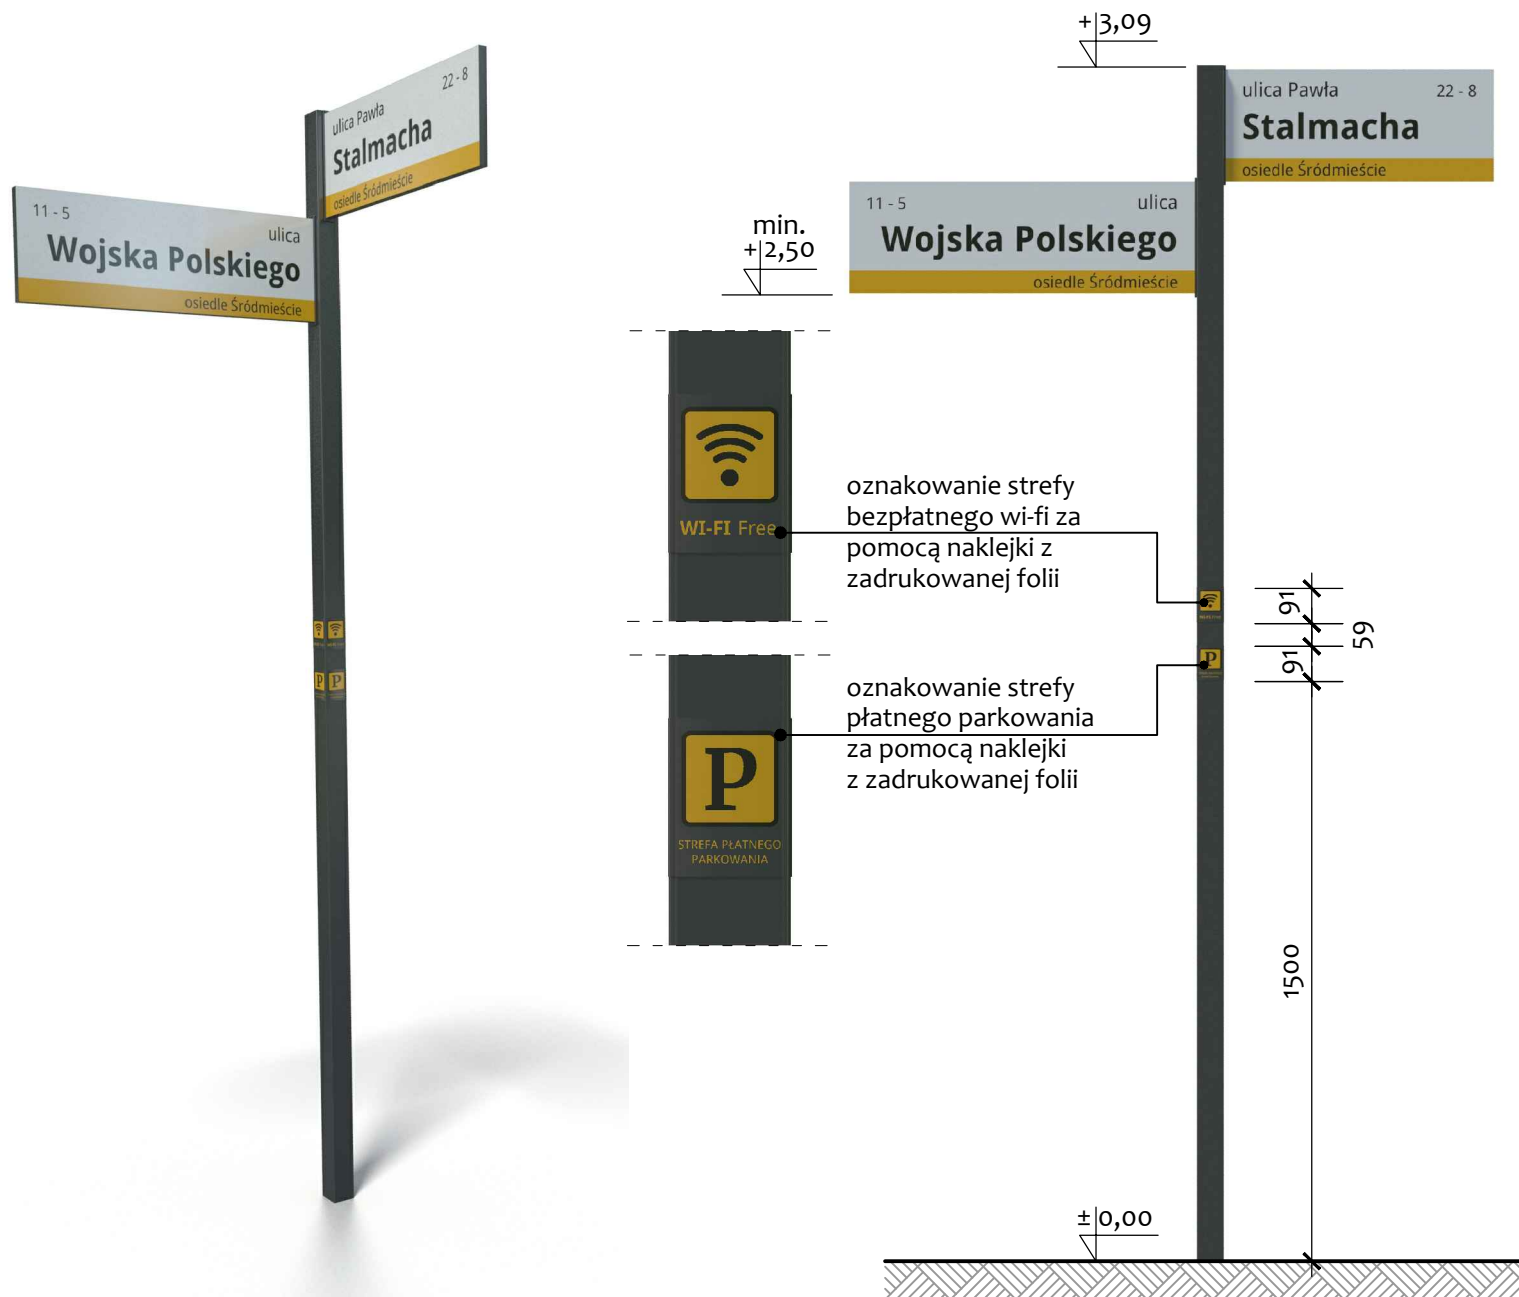 22 - 8
ulica Pawła
Stalmacha
osiedle Śródmieście
11 - 5
ulica
Wojska Polskiego
osiedle Śródmieście
P P
+3,09
ulica Pawła 22 - 8
Stalmacha
osiedle Śródmieście
11 - 5 ulica
Wojska Polskiego
osiedle Śródmieście
min.
+2,50
WI-FI Free
oznakowanie strefy
bezpłatnego wi-fi za
pomocą naklejki z
zadrukowanej folii
P
STREFA PŁATNEGO
PARKOWANIA
oznakowanie strefy
płatnego parkowania
za pomocą naklejki
z zadrukowanej folii
P
91
59
91
1500
±0,00